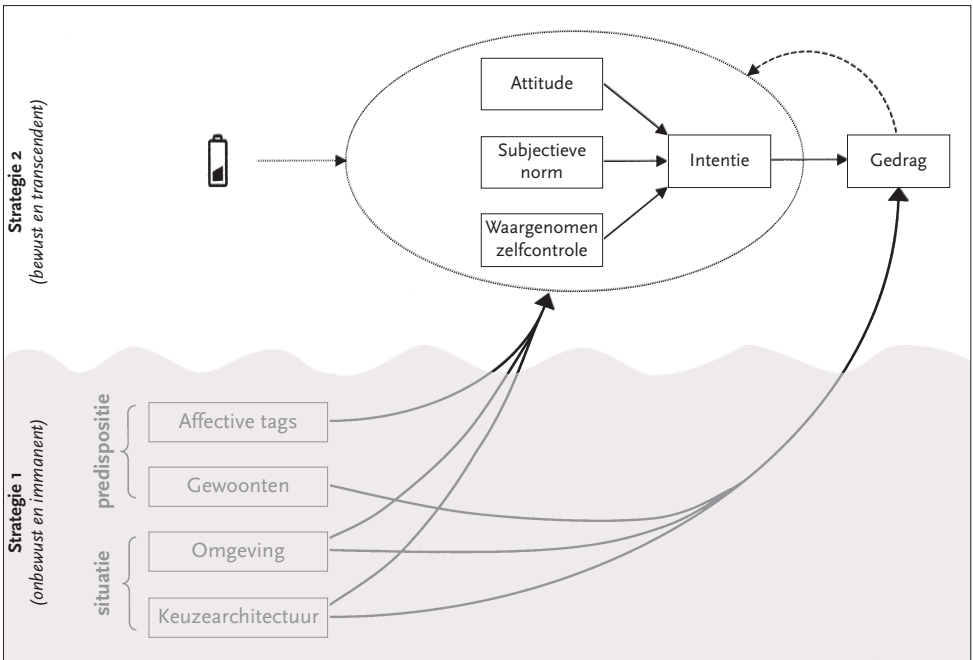 Strategie 2
(bewust en transcendent)
Attitude
Subjectieve
norm
Waargenomen
zelfcontrole
Intentie
Gedrag
Strategie 1
(onbewust en immanent)
predispositie
Affective tags
Gewoonten
situatie
Omgeving
Keuzearchitectuur